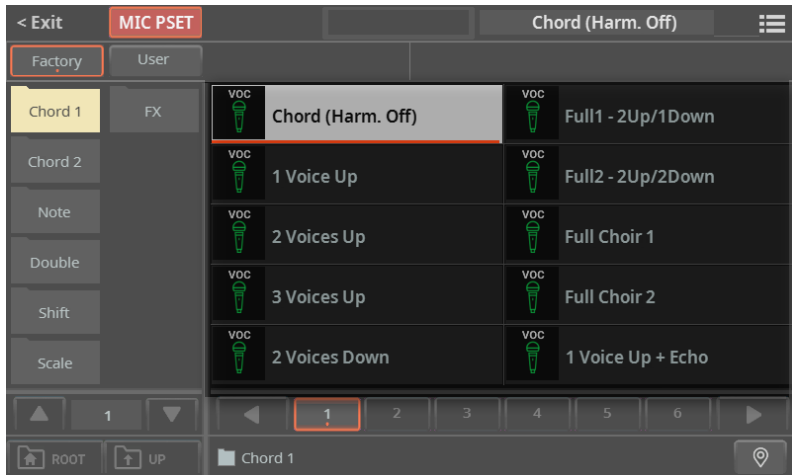 < Exit MIC PSET Chord (Harm. Off)
Factory User
Chord 1 FX
Chord 2
Note
Double
Shift
Scale
VOC Chord (Harm. Off) VOC Full1 - 2Up/1Down
VOC 1 Voice Up VOC Full2 - 2Up/2Down
VOC 2 Voices Up VOC Full Choir 1
VOC 3 Voices Up VOC Full Choir 2
VOC 2 Voices Down VOC 1 Voice Up + Echo
1 1 2 3 4 5 6
ROOT UP Chord 1